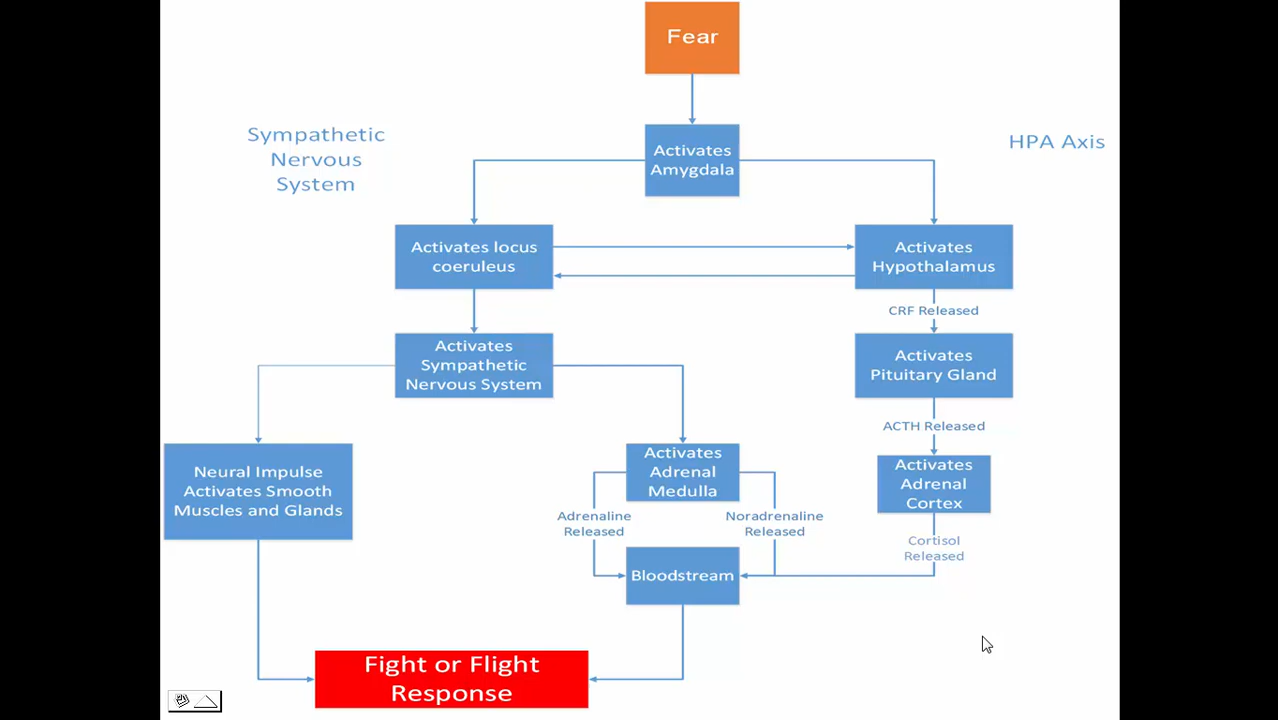 Fear
Sympathetic
Nervous
System
HPA Axis
Activates
Amygdala
Activates locus
coeruleus
Activates
Hypothalamus
CRF Released
Activates
Sympathetic
Nervous System
Activates
Pituitary Gland
ACTH Released
Neural Impulse
Activates Smooth
Muscles and Glands
Activates
Adrenal
Medulla
Activates
Adrenal
Cortex
Adrenaline
Released
Noradrenaline
Released
Cortisol
Released
Bloodstream
Fight or Flight
Response